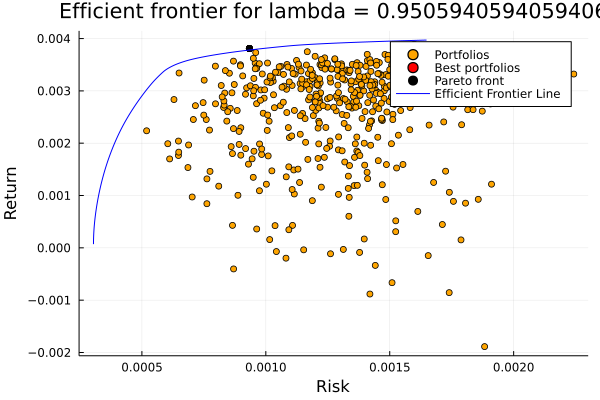 Efficient frontier for lambda = 0.9505940594059406
0.004
0.003
0.002
0.001
0.000
−0.001
−0.002
Return
Portfolios
Best portfolios
Pareto front
Efficient Frontier Line
0.0005
0.0010
0.0015
0.0020
Risk